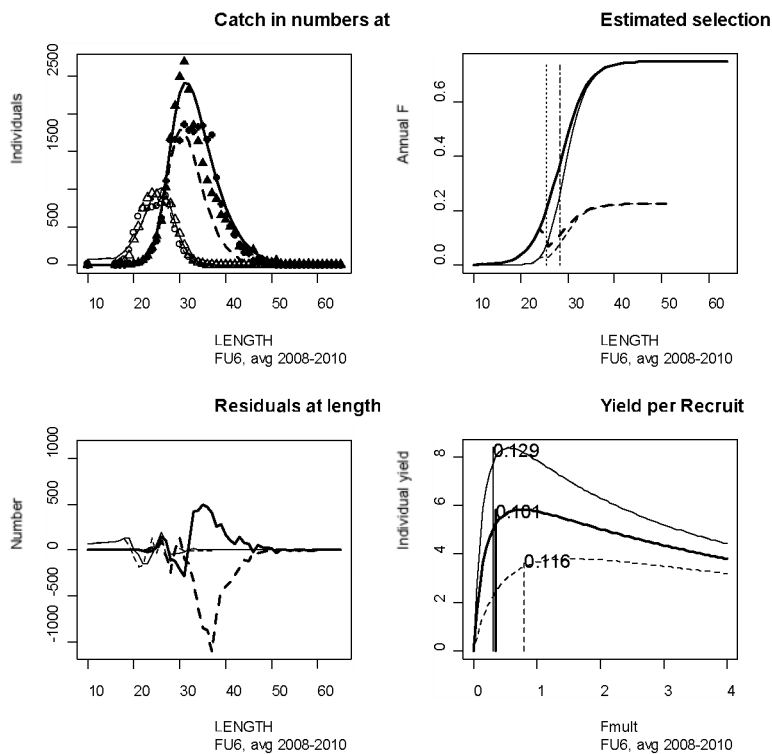 Catch in numbers at
Individuals
0 500 1500 2500
10 20 30 40 50 60
LENGTH
FU6, avg 2008-2010
Estimated selection
Annual F
0.0 0.2 0.4 0.6
10 20 30 40 50 60
LENGTH
FU6, avg 2008-2010
Residuals at length
Number
-1000 -500 0 500 1000
10 20 30 40 50 60
LENGTH
FU6, avg 2008-2010
Yield per Recruit
Individual yield
0 2 4 6 8
0.129
0.101
0.116
0 1 2 3 4
Fmult
FU6, avg 2008-2010